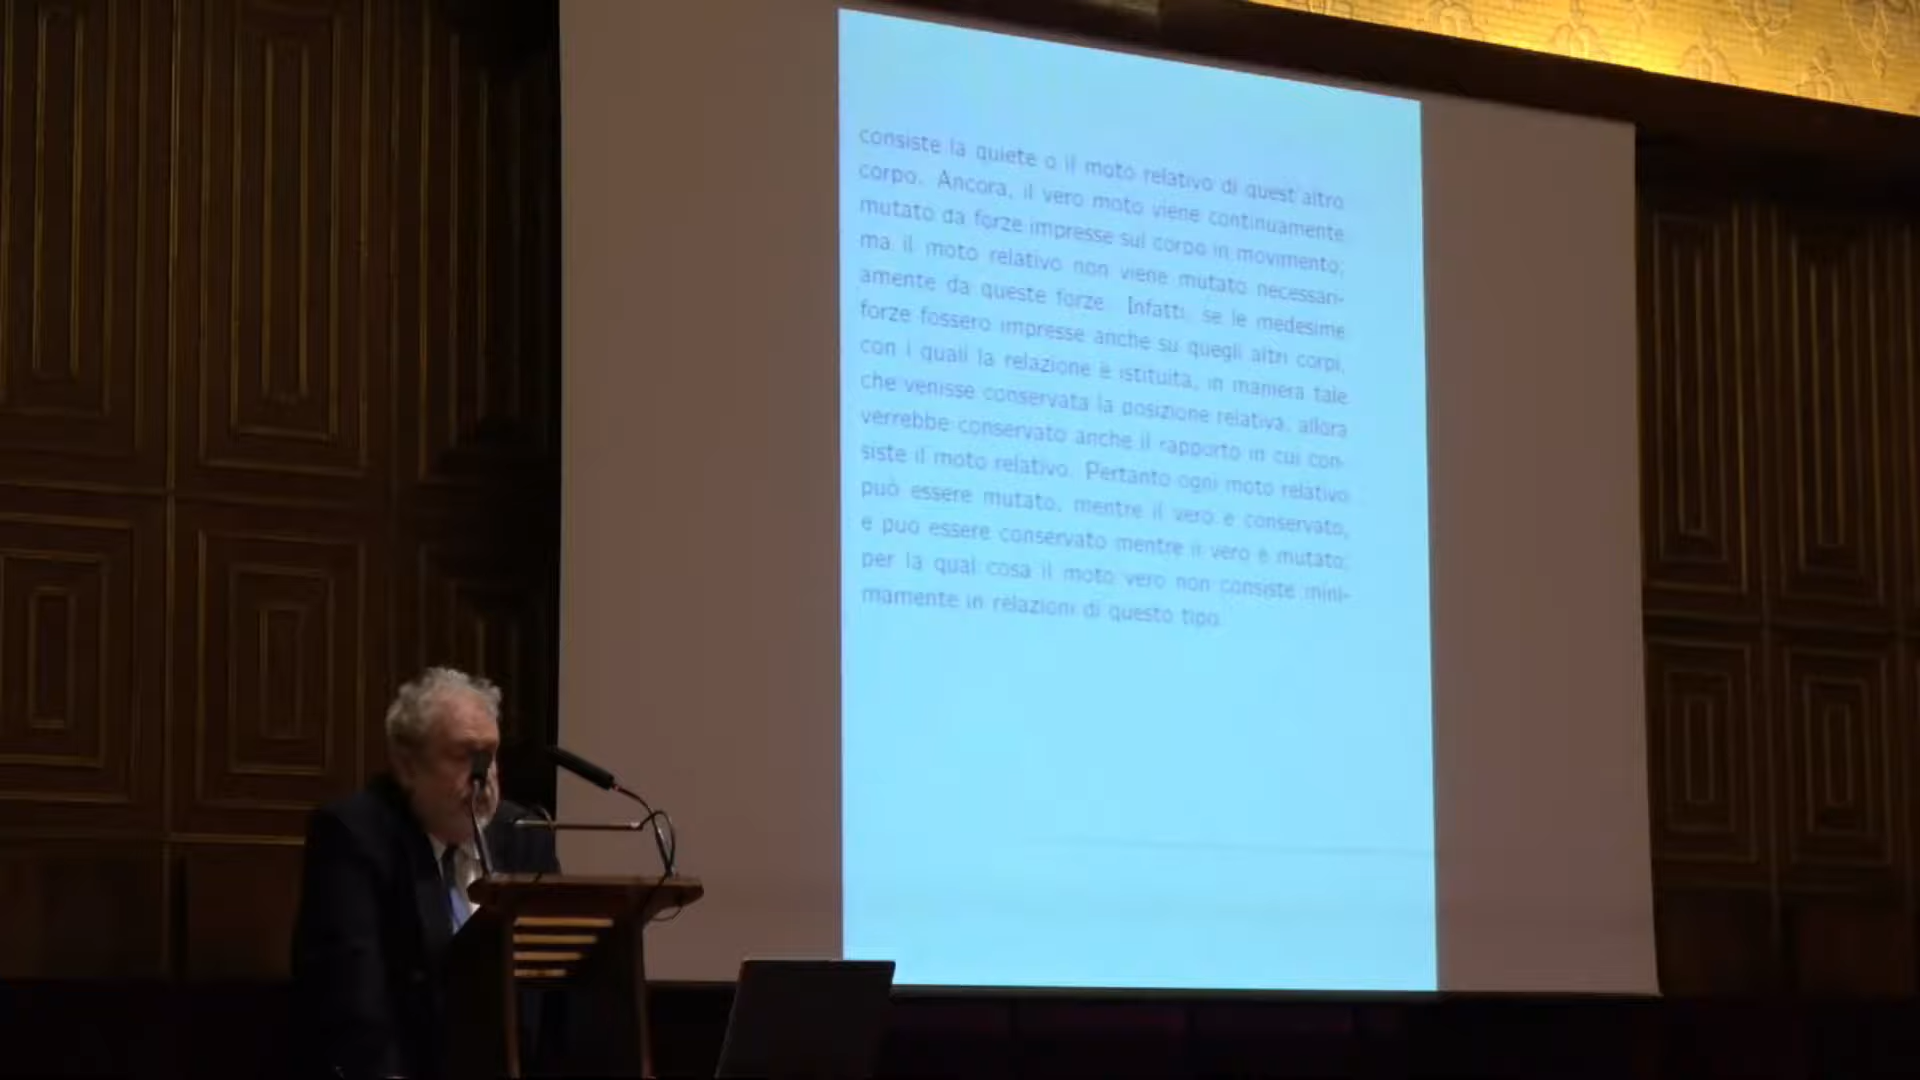 consiste la quiete o il moto relativo di quest'altro
corpo. Ancora, il vero moto viene continuamente
mutato da forze impresse sul corpo in movimento;
ma il moto relativo non viene mutato necessari-
amente da queste forze. Infatti, se le medesime
forze fossero impresse anche su quegli altri corpi,
con i quali la relazione è istituita, in maniera tale
che venisse conservata la posizione relativa, allora
verrebbe conservato anche il rapporto in cui con-
siste il moto relativo. Pertanto ogni moto relativo
può essere mutato, mentre il vero è conservato,
e può essere conservato mentre il vero è mutato;
per la qual cosa il moto vero non consiste mini-
mamente in relazioni di questo tipo.